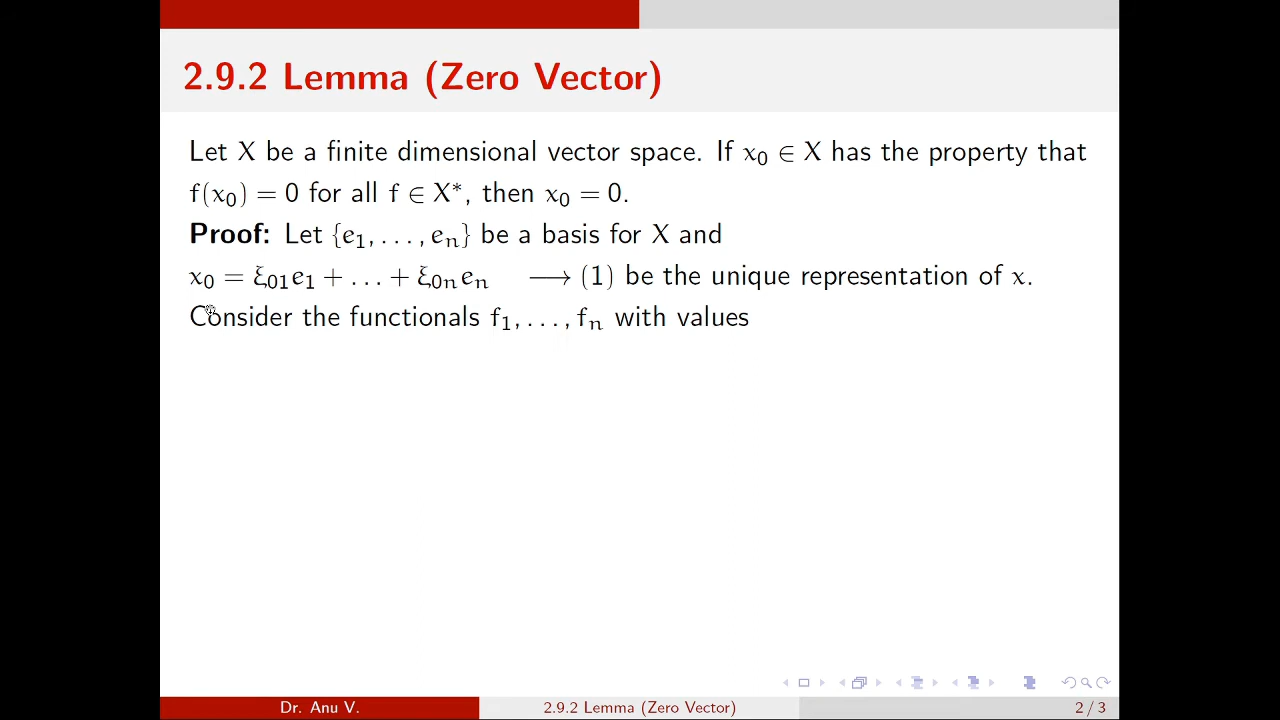 2.9.2 Lemma (Zero Vector)
Let X be a finite dimensional vector space. If x₀ ∈ X has the property that
f(x₀) = 0 for all f ∈ X*, then x₀ = 0.
Proof: Let {e₁, . . . , eₙ} be a basis for X and
x₀ = ξ₀₁e₁ + . . . + ξ₀ₙeₙ ⟶ (1) be the unique representation of x.
Consider the functionals f₁, . . . , fₙ with values
Dr. Anu V. 2.9.2 Lemma (Zero Vector) 2 / 3